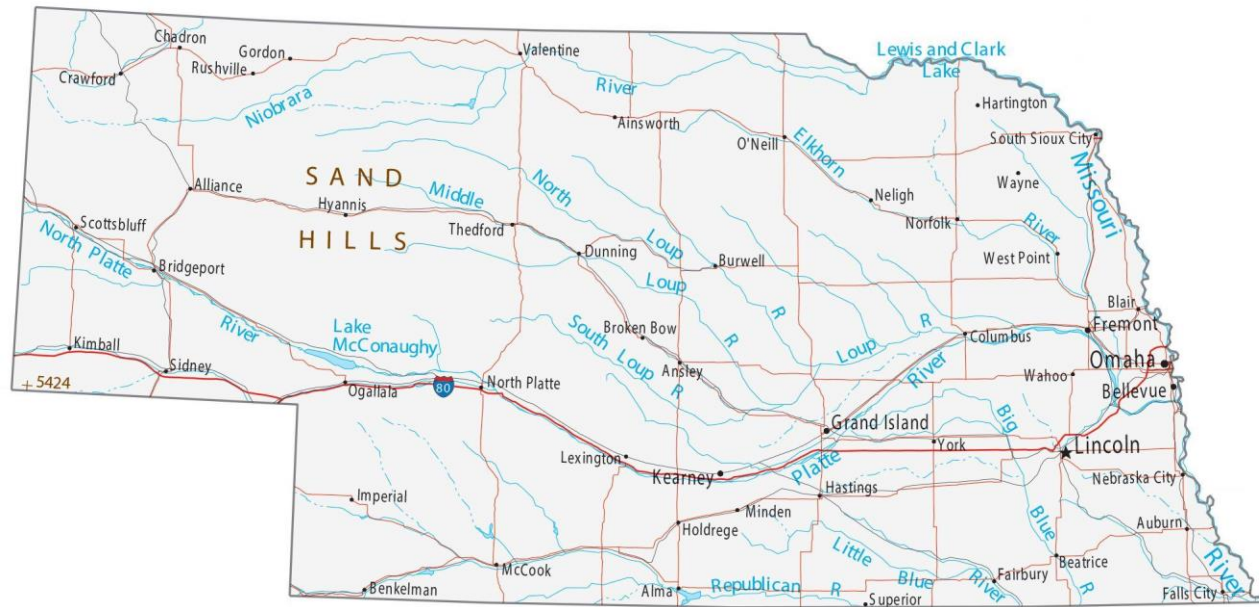 Lewis and Clark
Lake
Chadron
Gordon
Valentine
Crawford
Rushville
Niobrara
River
Hartington
Ainsworth
South Sioux City
O'Neill
Elkhorn
Missouri
Wayne
SAND
Alliance
Middle
North
Neligh
Hyannis
Scottsbluff
Thedford
Norfolk
River
HILLS
Loup
North Platte
Dunning
West Point
Bridgeport
Burwell
Loup
R
River
Lake
McConaughy
Blair
Broken Bow
South Loup
R
R
Fremont
Columbus
Loup
River
Kimball
Omaha
Sidney
Ansley
Wahoo
+ 5424
80
North Platte
Ogallala
R
Bellevue
Big
Grand Island
York
Lincoln
Lexington
Kearney
Platte
Nebraska City
Imperial
Hastings
Minden
Holdrege
Auburn
Blue
Little
Beatrice
McCook
Blue
River
Fairbury
Benkelman
Alma
Republican R
R
River
Superior
Falls City